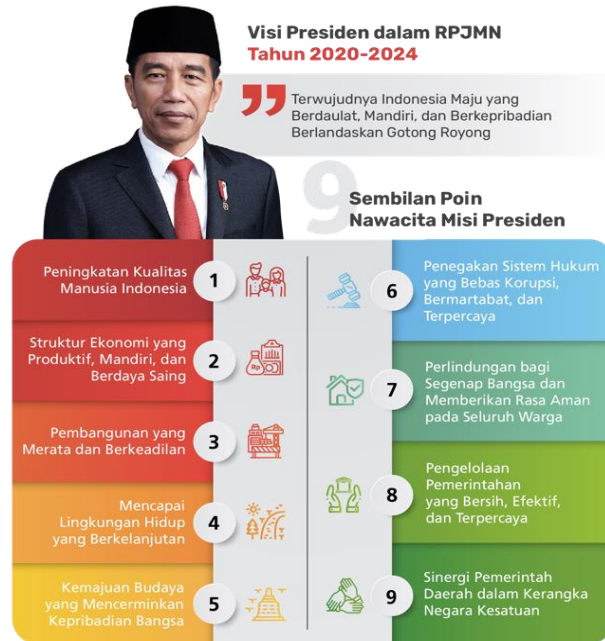 Visi Presiden dalam RPJMN
Tahun 2020-2024
Terwujudnya Indonesia Maju yang
Berdaulat, Mandiri, dan Berkepribadian
Berlandaskan Gotong Royong
9
Sembilan Poin
Nawacita Misi Presiden
Peningkatan Kualitas
Manusia Indonesia
1
Struktur Ekonomi yang
Produktif, Mandiri, dan
Berdaya Saing
2
Pembangunan yang
Merata dan Berkeadilan
3
Mencapai
Lingkungan Hidup
yang Berkelanjutan
4
Kemajuan Budaya
yang Mencerminkan
Kepribadian Bangsa
5
6
Penegakan Sistem Hukum
yang Bebas Korupsi,
Bermartabat, dan
Terpercaya
7
Perlindungan bagi
Segenap Bangsa dan
Memberikan Rasa Aman
pada Seluruh Warga
8
Pengelolaan
Pemerintahan
yang Bersih, Efektif,
dan Terpercaya
9
Sinergi Pemerintah
Daerah dalam Kerangka
Negara Kesatuan